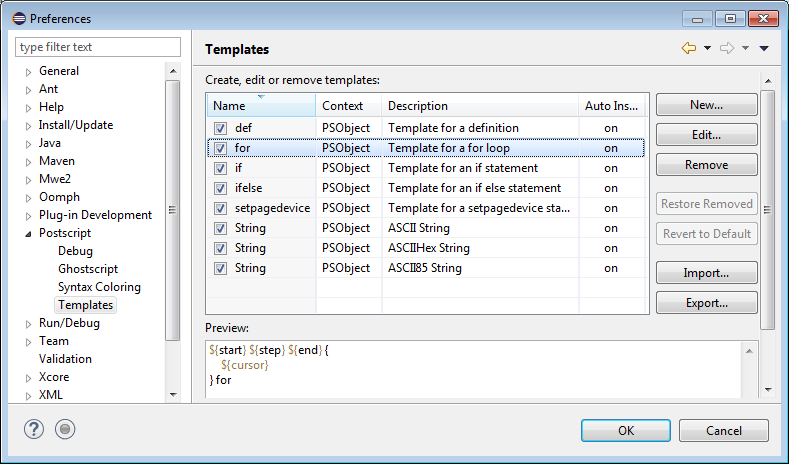 Preferences
type filter text
General
Ant
Help
Install/Update
Java
Maven
Mwe2
Oomph
Plug-in Development
Postscript
Debug
Ghostscript
Syntax Coloring
Templates
Run/Debug
Team
Validation
Xcore
XML
Templates
Create, edit or remove templates:
Name Context Description Auto Ins...
def PSObject Template for a definition on
for PSObject Template for a for loop on
if PSObject Template for an if statement on
ifelse PSObject Template for an if else statement on
setpagedevice PSObject Template for a setpagedevice sta... on
String PSObject ASCII String on
String PSObject ASCIIHex String on
String PSObject ASCII85 String on
New...
Edit...
Remove
Restore Removed
Revert to Default
Import...
Export...
Preview:
${start} ${step} ${end} {
${cursor}
} for
?
OK Cancel